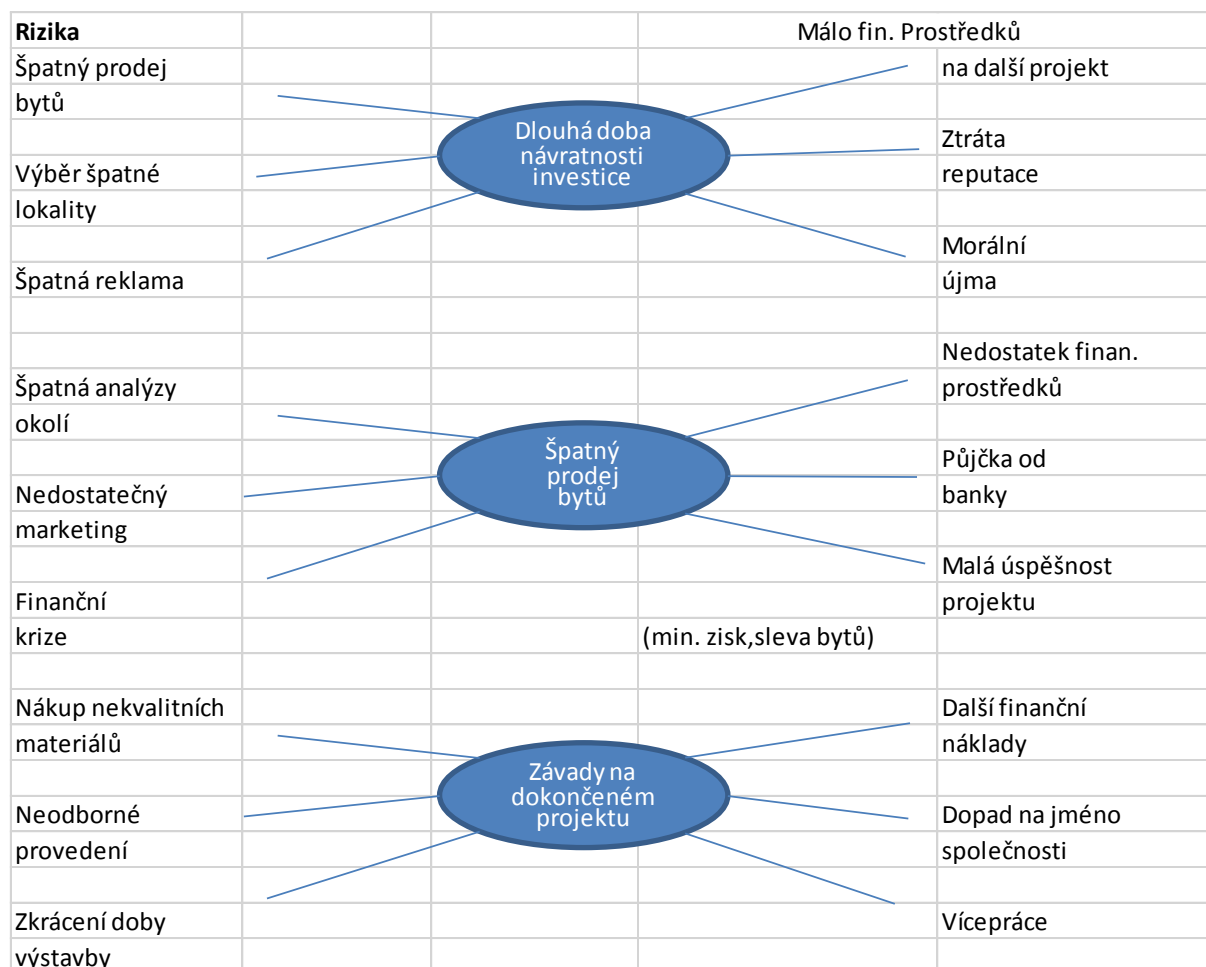 Rizika
Málo fin. Prostředků
Špatný prodej
bytů
na další projekt
Dlouhá doba
návratnosti
investice
Výběr špatné
lokality
Ztráta
reputace
Špatná reklama
Morální
újma
Špatná analýzy
okolí
Nedostatek finan.
prostředků
Špatný
prodej
bytů
Nedostatečný
marketing
Půjčka od
banky
Finanční
krize
Malá úspěšnost
projektu
(min. zisk,sleva bytů)
Nákup nekvalitních
materiálů
Další finanční
náklady
Závady na
dokončeném
projektu
Neodborné
provedení
Dopad na jméno
společnosti
Zkrácení doby
výstavby
Vícepráce